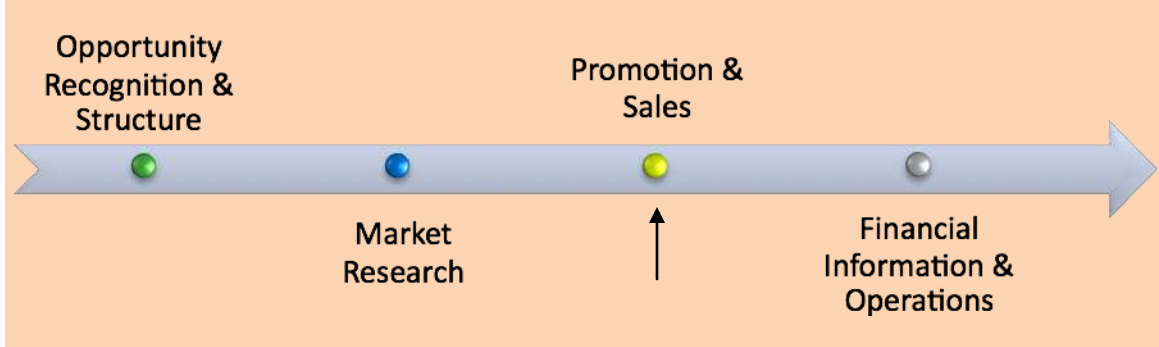 Opportunity
Recognition &
Structure
Market
Research
Promotion &
Sales
Financial
Information &
Operations